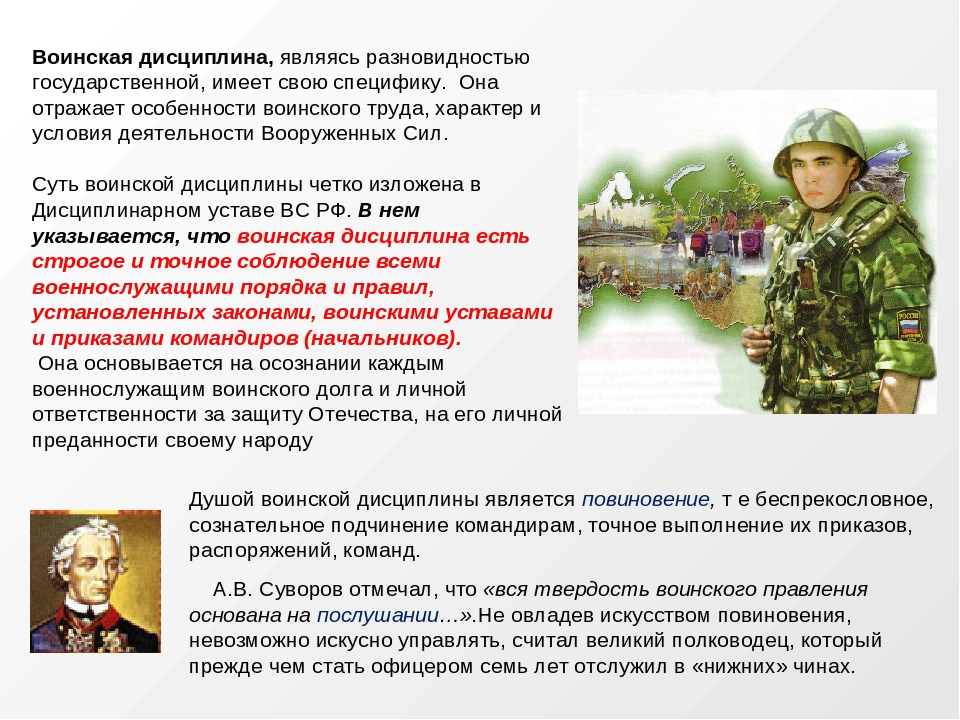 Воинская дисциплина, являясь разновидностью
государственной, имеет свою специфику. Она
отражает особенности воинского труда, характер и
условия деятельности Вооруженных Сил.
Суть воинской дисциплины четко изложена в
Дисциплинарном уставе ВС РФ. В нем
указывается, что воинская дисциплина есть
строгое и точное соблюдение всеми
военнослужащими порядка и правил,
установленных законами, воинскими уставами
и приказами командиров (начальников).
Она основывается на осознании каждым
военнослужащим воинского долга и личной
ответственности за защиту Отечества, на его личной
преданности своему народу
РОССИЯ
Душой воинской дисциплины является повиновение, т е беспрекословное,
сознательное подчинение командирам, точное выполнение их приказов,
распоряжений, команд.
А.В. Суворов отмечал, что «вся твердость воинского правления
основана на послушании…».Не овладев искусством повиновения,
невозможно искусно управлять, считал великий полководец, который
прежде чем стать офицером семь лет отслужил в «нижних» чинах.